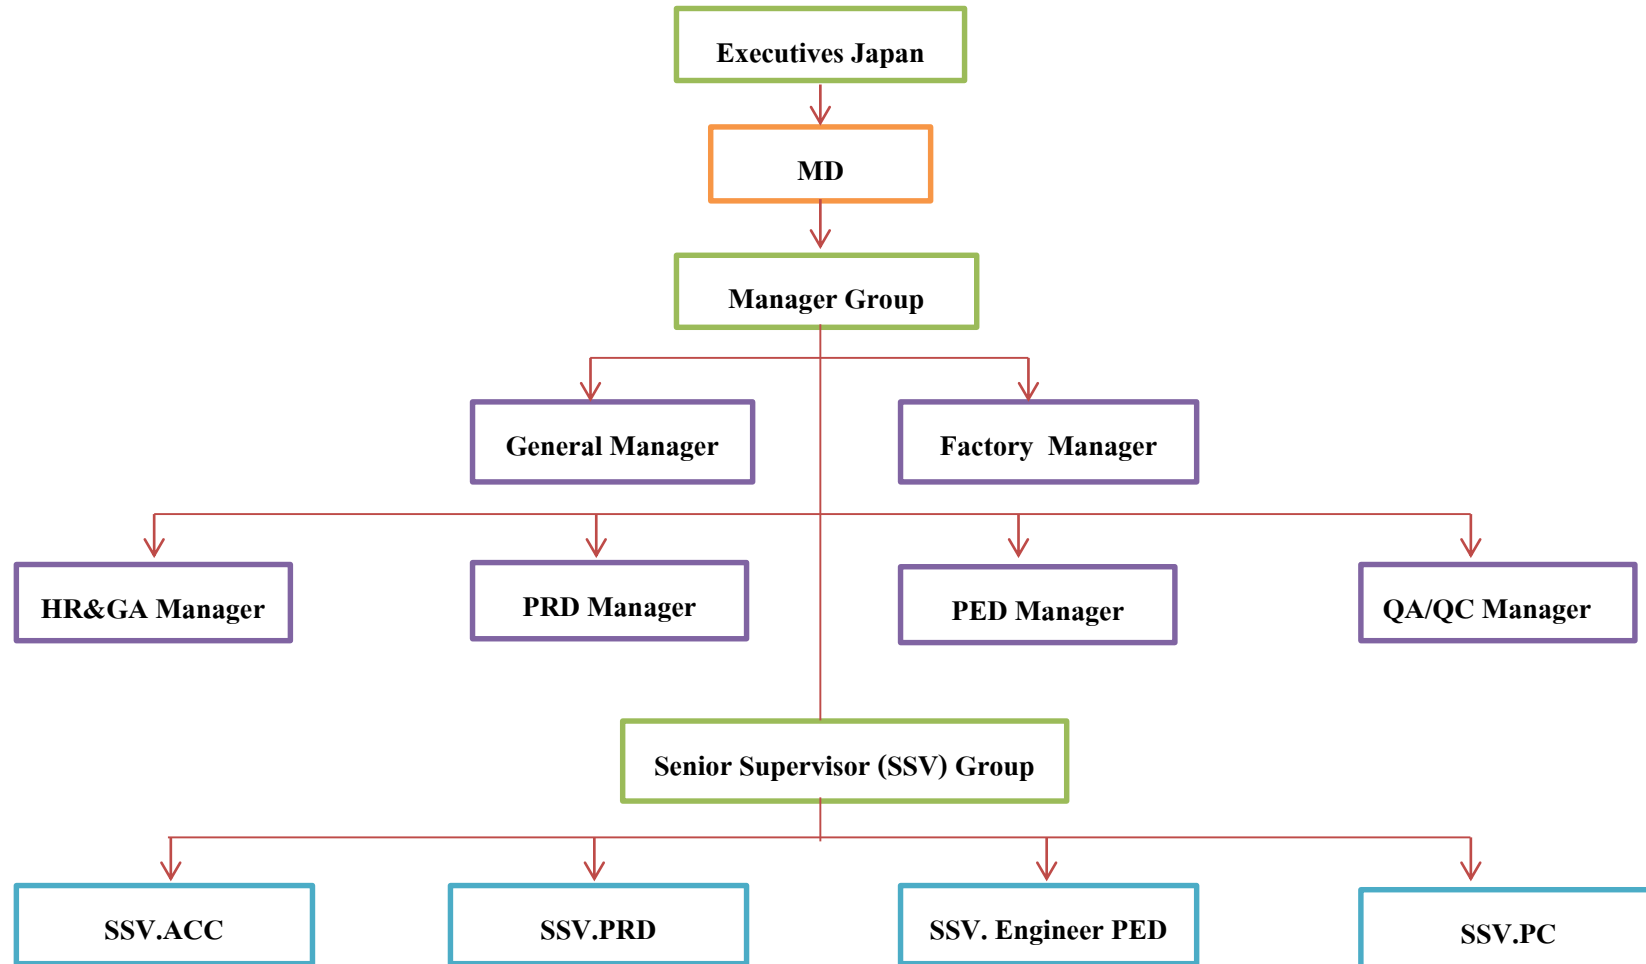 Executives Japan
MD
Manager Group
General Manager
Factory  Manager
HR&GA Manager
PRD Manager
PED Manager
QA/QC Manager
Senior Supervisor (SSV) Group
SSV.ACC
SSV.PRD
SSV. Engineer PED
SSV.PC